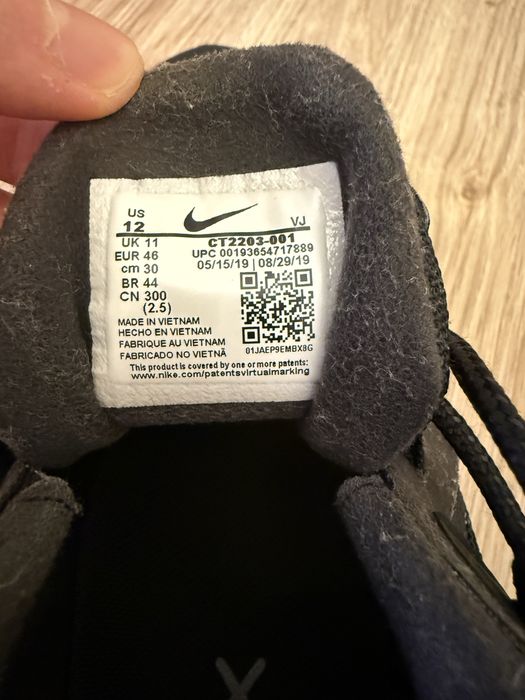 US
12
VJ
UK 11
CT2203-001
EUR 46
UPC 00193654717889
cm 30
05/15/19 | 08/29/19
BR 44
CN 300
(2.5)
MADE IN VIETNAM
HECHO EN VIETNAM
FABRIQUE AU VIETNAM
FABRICADO NO VIETNÃ
01JAEP9EMBX8G
This product is covered by one or more patents:
www.nike.com/patentsvirtualmarking
X